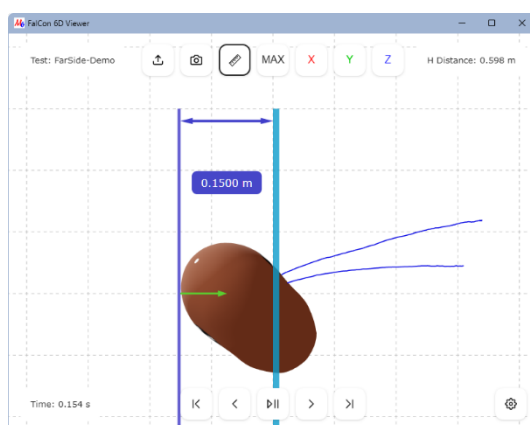 FalCon 6D Viewer
Test: FarSide-Demo
MAX
X
Y
Z
H Distance: 0.598 m
0.1500 m
Time: 0.154 s